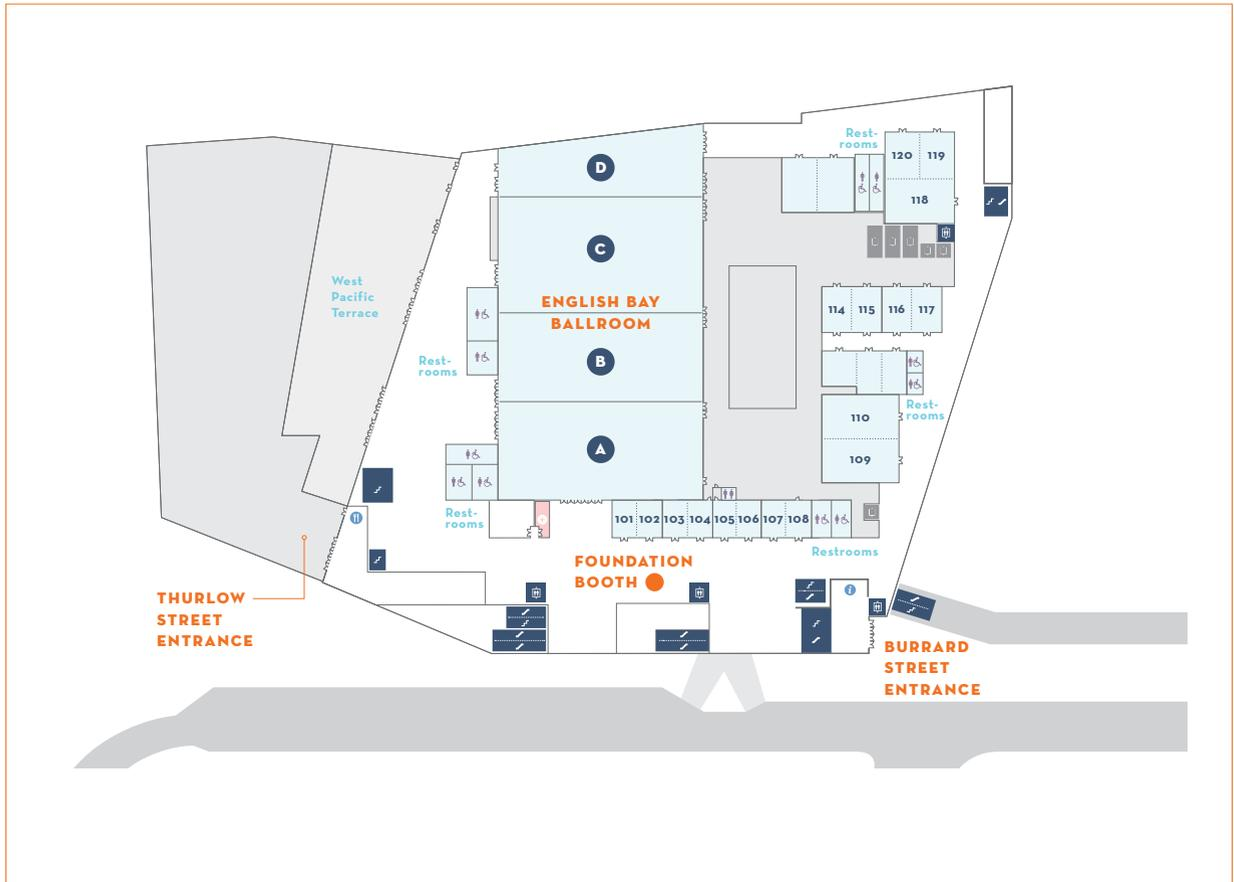 Rest-
rooms
120
119
118
D
C
West
Pacific
Terrace
ENGLISH BAY
BALLROOM
114
115
116
117
Rest-
rooms
B
Rest-
rooms
110
109
A
Rest-
rooms
101
102
103
104
105
106
107
108
Restrooms
FOUNDATION
BOOTH
i
THURLOW
STREET
ENTRANCE
BURRARD
STREET
ENTRANCE